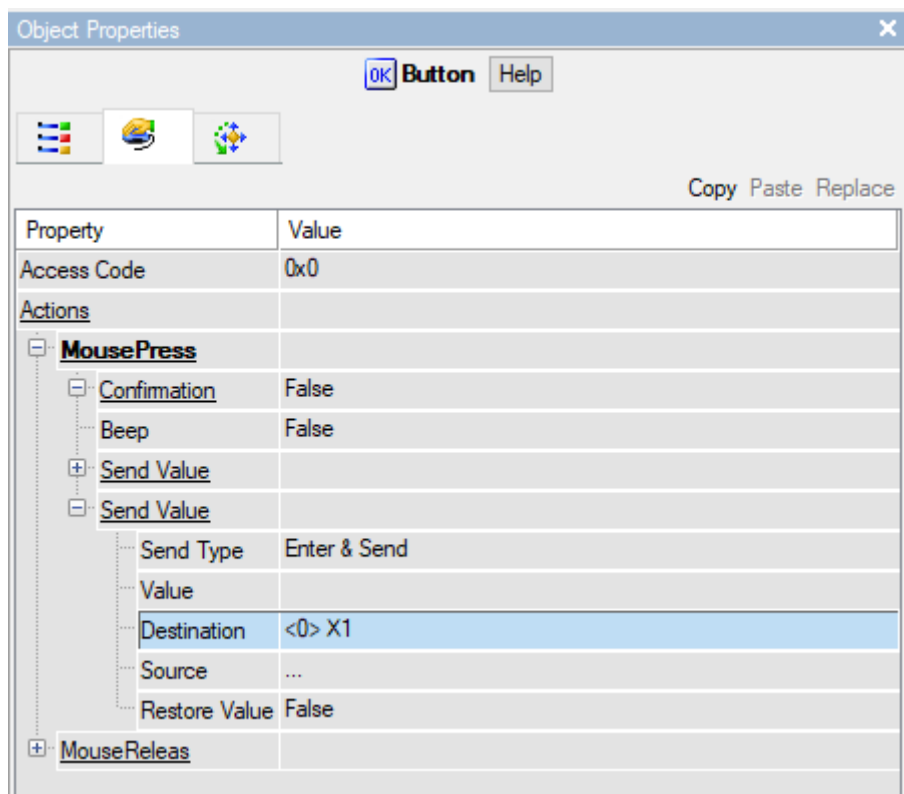 Object Properties
OK Button Help
Copy Paste Replace
Property Value
Access Code 0x0
Actions
MousePress
Confirmation False
Beep False
Send Value
Send Value
Send Type Enter & Send
Value
Destination <0> X1
Source ...
Restore Value False
MouseReleas